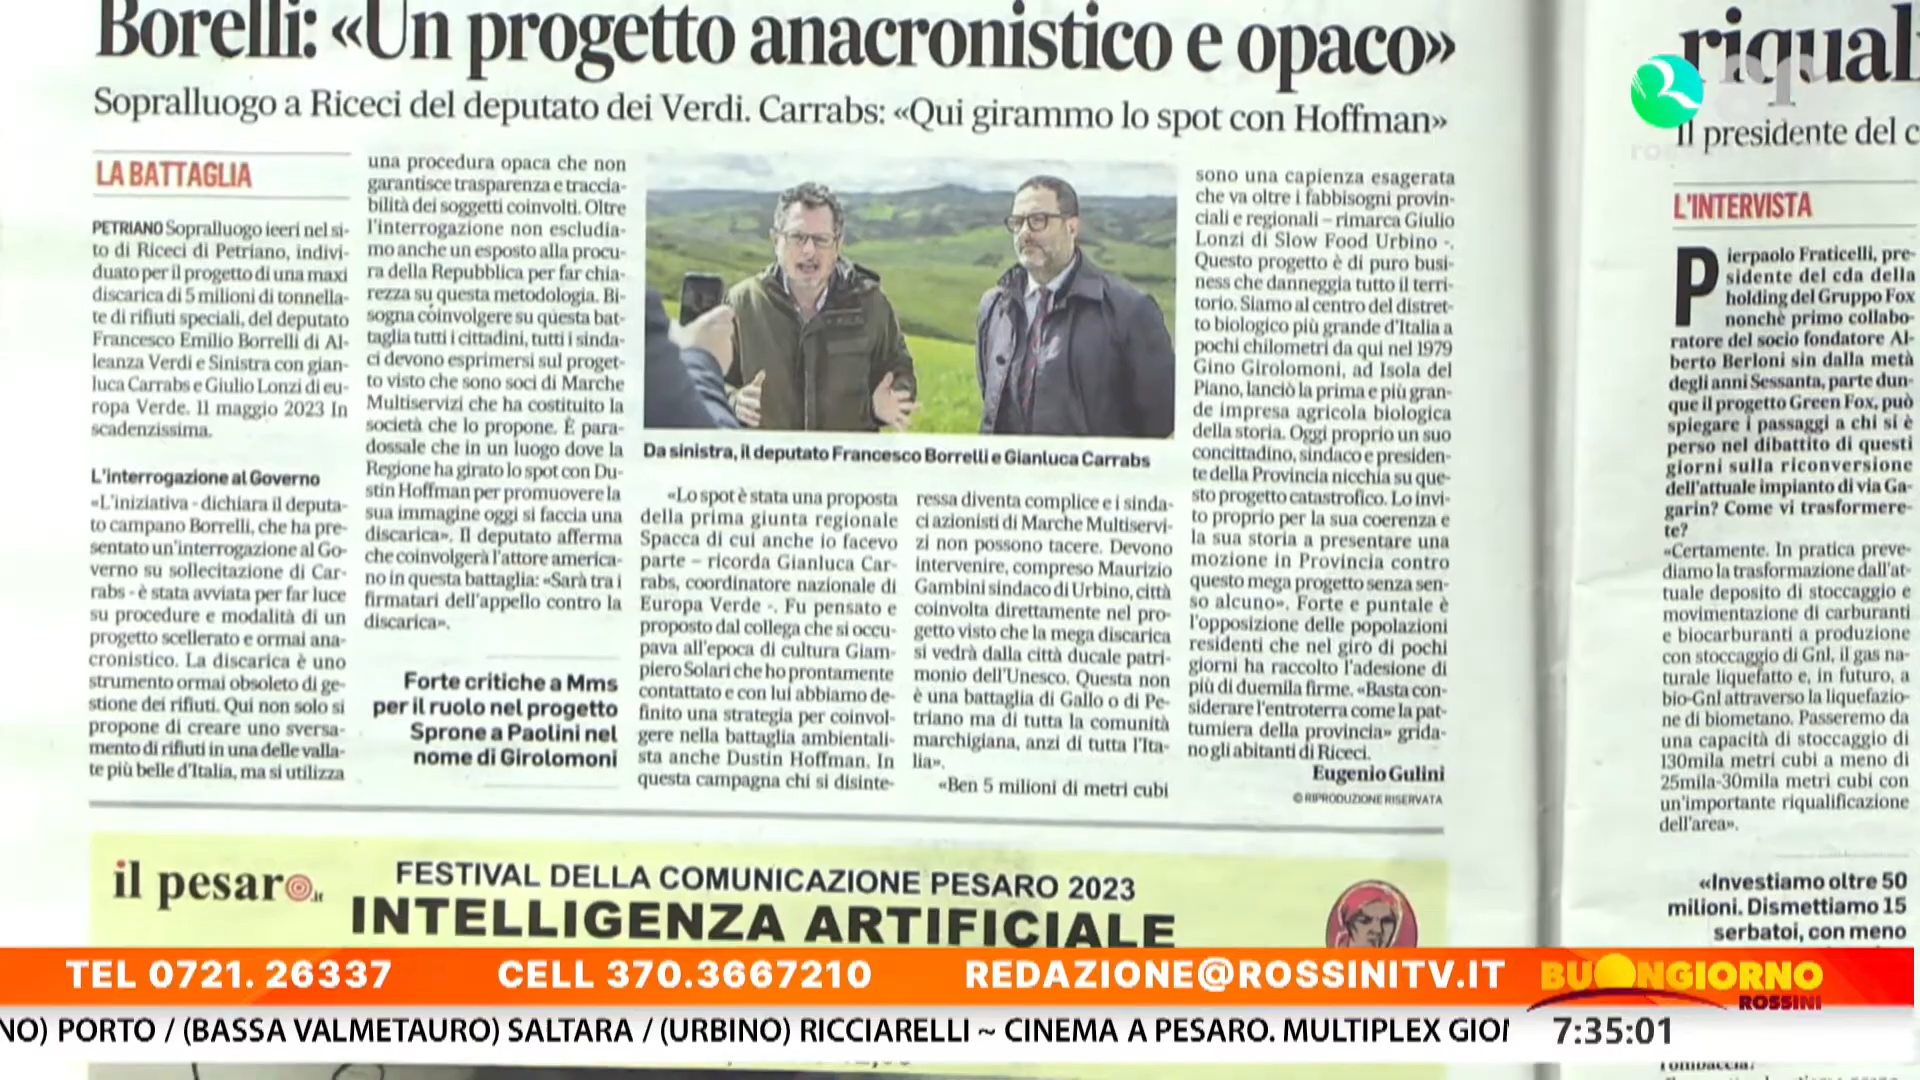 Borelli: «Un progetto anacronistico e opaco»
Sopralluogo a Riceci del deputato dei Verdi. Carrabs: «Qui girammo lo spot con Hoffman»
LA BATTAGLIA
PETRIANO Sopralluogo ieeri nel si-
to di Riceci di Petriano, indivi-
duato per il progetto di una maxi
discarica di 5 milioni di tonnella-
te di rifiuti speciali, del deputato
Francesco Emilio Borrelli di Al-
leanza Verdi e Sinistra con gian-
luca Carrabs e Giulio Lonzi di eu-
ropa Verde. 11 maggio 2023 In
scadenzissima.
L'interrogazione al Governo
«L'iniziativa - dichiara il deputa-
to campano Borrelli, che ha pre-
sentato un'interrogazione al Go-
verno su sollecitazione di Car-
rabs - è stata avviata per far luce
su procedure e modalità di un
progetto scellerato e ormai ana-
cronistico. La discarica è uno
strumento ormai obsoleto di ge-
stione dei rifiuti. Qui non solo si
propone di creare uno sversa-
mento di rifiuti in una delle valla-
te più belle d'Italia, ma si utilizza
una procedura opaca che non
garantisce trasparenza e traccia-
bilità dei soggetti coinvolti. Oltre
l'interrogazione non escludia-
mo anche un esposto alla procu-
ra della Repubblica per far chia-
rezza su questa metodologia. Bi-
sogna coinvolgere su questa bat-
taglia tutti i cittadini, tutti i sinda-
ci devono esprimersi sul proget-
to visto che sono soci di Marche
Multiservizi che ha costituito la
società che lo propone. È para-
dossale che in un luogo dove la
Regione ha girato lo spot con Du-
stin Hoffman per promuovere la
sua immagine oggi si faccia una
discarica». Il deputato afferma
che coinvolgerà l'attore america-
no in questa battaglia: «Sarà tra i
firmatari dell'appello contro la
discarica».
Forte critiche a Mms
per il ruolo nel progetto
Sprone a Paolini nel
nome di Girolomoni
Da sinistra, il deputato Francesco Borrelli e Gianluca Carrabs
«Lo spot è stata una proposta
della prima giunta regionale
Spacca di cui anche io facevo
parte – ricorda Gianluca Car-
rabs, coordinatore nazionale di
Europa Verde -. Fu pensato e
proposto dal collega che si occu-
pava all'epoca di cultura Giam-
piero Solari che ho prontamente
contattato e con lui abbiamo de-
finito una strategia per coinvol-
gere nella battaglia ambientali-
sta anche Dustin Hoffman. In
questa campagna chi si disinte-
ressa diventa complice e i sinda-
ci azionisti di Marche Multiservi-
zi non possono tacere. Devono
intervenire, compreso Maurizio
Gambini sindaco di Urbino, città
coinvolta direttamente nel pro-
getto visto che la mega discarica
si vedrà dalla città ducale patri-
monio dell'Unesco. Questa non
è una battaglia di Gallo o di Pe-
triano ma di tutta la comunità
marchigiana, anzi di tutta l'Ita-
lia».
«Ben 5 milioni di metri cubi
sono una capienza esagerata
che va oltre i fabbisogni provin-
ciali e regionali – rimarca Giulio
Lonzi di Slow Food Urbino -.
Questo progetto è di puro busi-
ness che danneggia tutto il terri-
torio. Siamo al centro del distret-
to biologico più grande d'Italia a
pochi chilometri da qui nel 1979
Gino Girolomoni, ad Isola del
Piano, lanciò la prima e più gran-
de impresa agricola biologica
della storia. Oggi proprio un suo
concittadino, sindaco e presiden-
te della Provincia nicchia su que-
sto progetto catastrofico. Lo invi-
to proprio per la sua coerenza e
la sua storia a presentare una
mozione in Provincia contro
questo mega progetto senza sen-
so alcuno». Forte e puntale è
l'opposizione delle popolazioni
residenti che nel giro di pochi
giorni ha raccolto l'adesione di
più di duemila firme. «Basta con-
siderare l'entroterra come la pat-
tumiera della provincia» grida-
no gli abitanti di Riceci.
Eugenio Gulini
© RIPRODUZIONE RISERVATA
riqual
Il presidente del c
L'INTERVISTA
Pierpaolo Fraticelli, pre-
sidente del cda della
holding del Gruppo Fox
nonchè primo collabo-
ratore del socio fondatore Al-
berto Berloni sin dalla metà
degli anni Sessanta, parte dun-
que il progetto Green Fox, può
spiegare i passaggi a chi si è
perso nel dibattito di questi
giorni sulla riconversione
dell'attuale impianto di via Ga-
garin? Come vi trasformere-
te?
«Certamente. In pratica preve-
diamo la trasformazione dall'at-
tuale deposito di stoccaggio e
movimentazione di carburanti
e biocarburanti a produzione
con stoccaggio di Gnl, il gas na-
turale liquefatto e, in futuro, a
bio-Gnl attraverso la liquefazio-
ne di biometano. Passeremo da
una capacità di stoccaggio di
130mila metri cubi a meno di
25mila-30mila metri cubi con
un'importante riqualificazione
dell'area».
«Investiamo oltre 50
milioni. Dismettiamo 15
serbatoi, con meno
il pesaro.it
FESTIVAL DELLA COMUNICAZIONE PESARO 2023
INTELLIGENZA ARTIFICIALE
TEL 0721. 26337 CELL 370.3667210 REDAZIONE@ROSSINITV.IT
BUONGIORNO
ROSSINI
NO) PORTO / (BASSA VALMETAURO) SALTARA / (URBINO) RICCIARELLI ~ CINEMA A PESARO. MULTIPLEX GIO
7:35:01